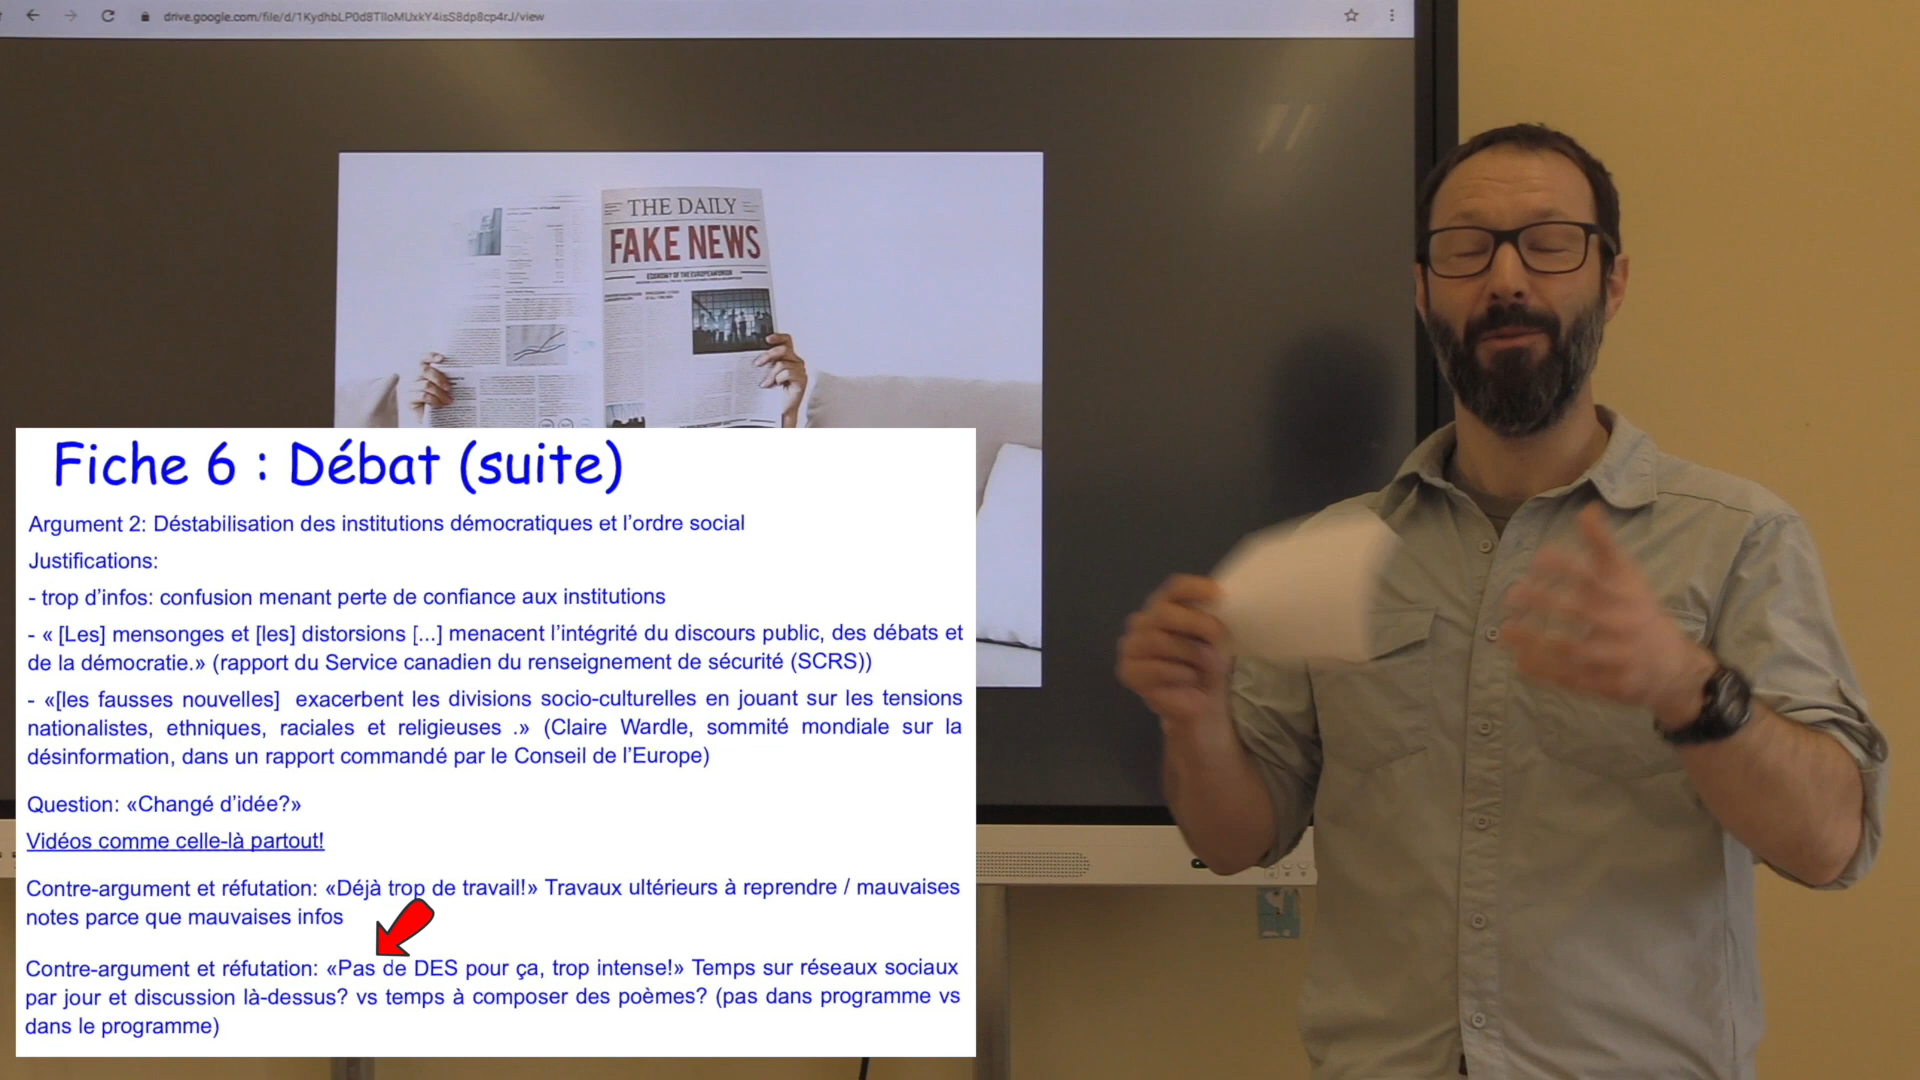 drive.google.com/file/d/1KydhbLP0d8TlloMUxkY4isS8dp8cp4rJ/view
THE DAILY
FAKE NEWS
ECONOMY OF THE EUROPEAN UNION
Fiche 6 : Débat (suite)
Argument 2: Déstabilisation des institutions démocratiques et l’ordre social
Justifications:
- trop d’infos: confusion menant perte de confiance aux institutions
- « [Les] mensonges et [les] distorsions [...] menacent l’intégrité du discours public, des débats et
de la démocratie.» (rapport du Service canadien du renseignement de sécurité (SCRS))
- «[les fausses nouvelles] exacerbent les divisions socio-culturelles en jouant sur les tensions
nationalistes, ethniques, raciales et religieuses .» (Claire Wardle, sommité mondiale sur la
désinformation, dans un rapport commandé par le Conseil de l’Europe)
Question: «Changé d’idée?»
Vidéos comme celle-là partout!
Contre-argument et réfutation: «Déjà trop de travail!» Travaux ultérieurs à reprendre / mauvaises
notes parce que mauvaises infos
Contre-argument et réfutation: «Pas de DES pour ça, trop intense!» Temps sur réseaux sociaux
par jour et discussion là-dessus? vs temps à composer des poèmes? (pas dans programme vs
dans le programme)